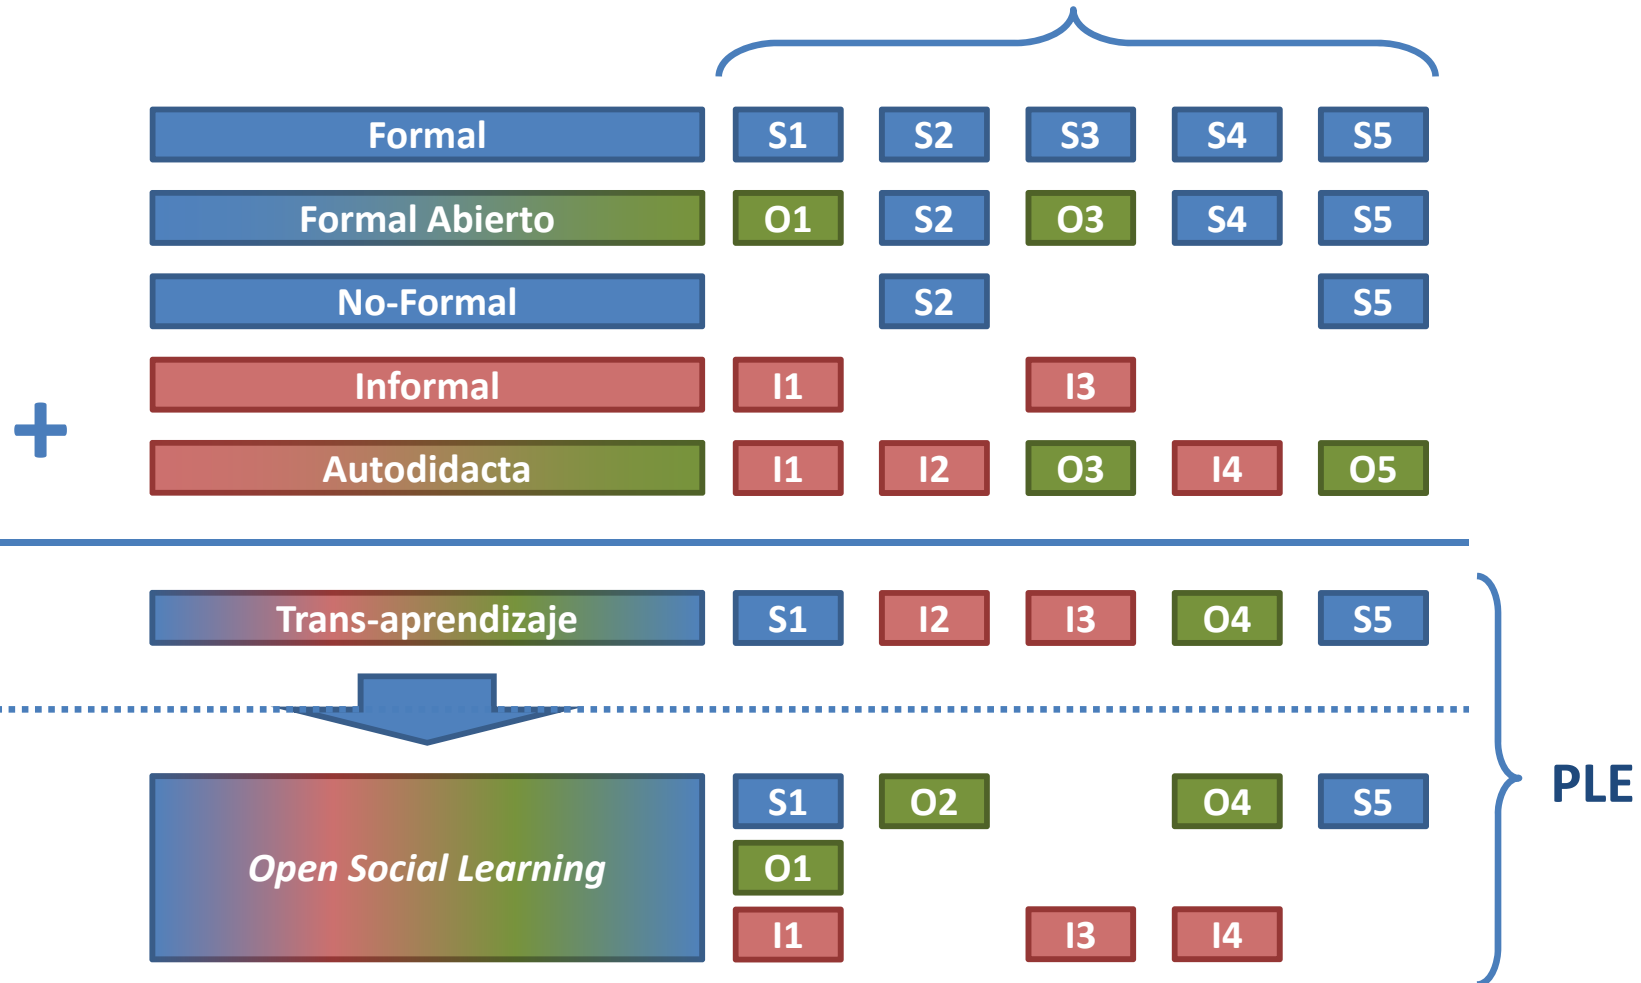 Formal S1 S2 S3 S4 S5
Formal Abierto O1 S2 O3 S4 S5
No-Formal S2 S5
Informal I1 I3
+
Autodidacta I1 I2 O3 I4 O5
Trans-aprendizaje S1 I2 I3 O4 S5
S1 O2 O4 S5
PLE
Open Social Learning O1
I1 I3 I4